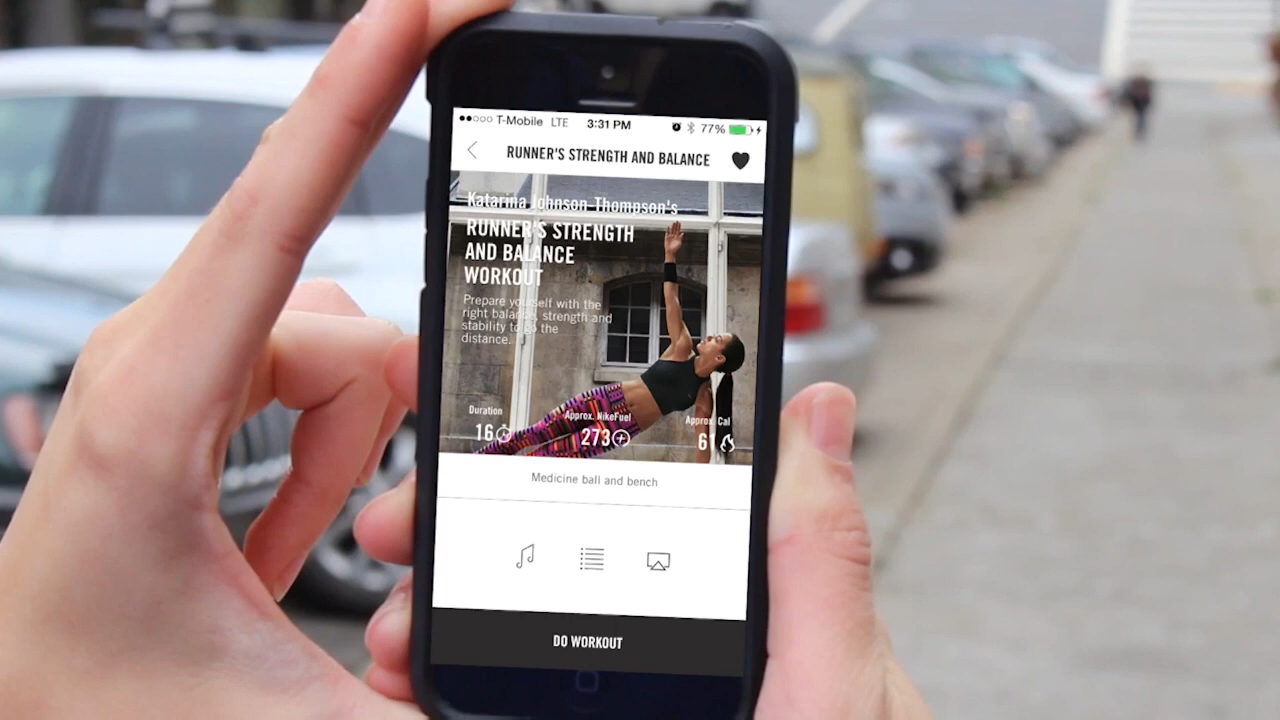 T-Mobile LTE 3:31 PM 77%
RUNNER'S STRENGTH AND BALANCE
Katarina Johnson-Thompson's
RUNNER'S STRENGTH
AND BALANCE
WORKOUT
Prepare yourself with the
right balance, strength and
stability to go the
distance.
Duration Approx. NikeFuel Approx. Cal
16 273 61
Medicine ball and bench
DO WORKOUT